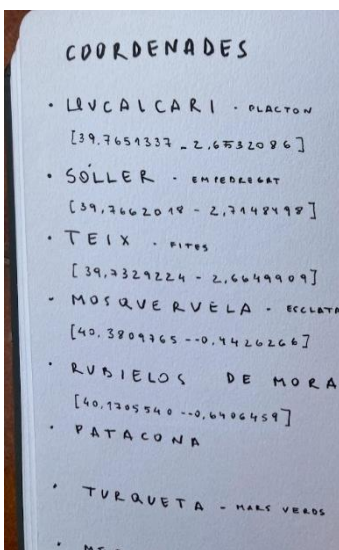 COORDENADES
· LLUCALCARI · PLACTON
[39,7651337 - 2,6532086]
· SÓLLER · EMPEDREGAT
[39,7662018 - 2,7148498]
· TEIX · FITES
[39,7329224 - 2,6649909]
· MOSQUERUELA · ESCLATA
[40,3809765 --0,4426266]
· RUBIELOS DE MORA
[40,1705540 --0,6406459]
· PATACONA
· TURQUETA - MARS VERDS